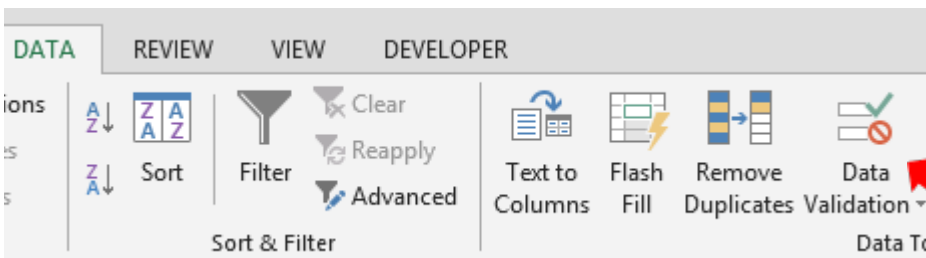 DATA REVIEW VIEW DEVELOPER
ions
Clear
Reapply
Advanced
Sort
Filter
Text to
Columns
Flash
Fill
Remove
Duplicates
Data
Validation
Sort & Filter
Data To